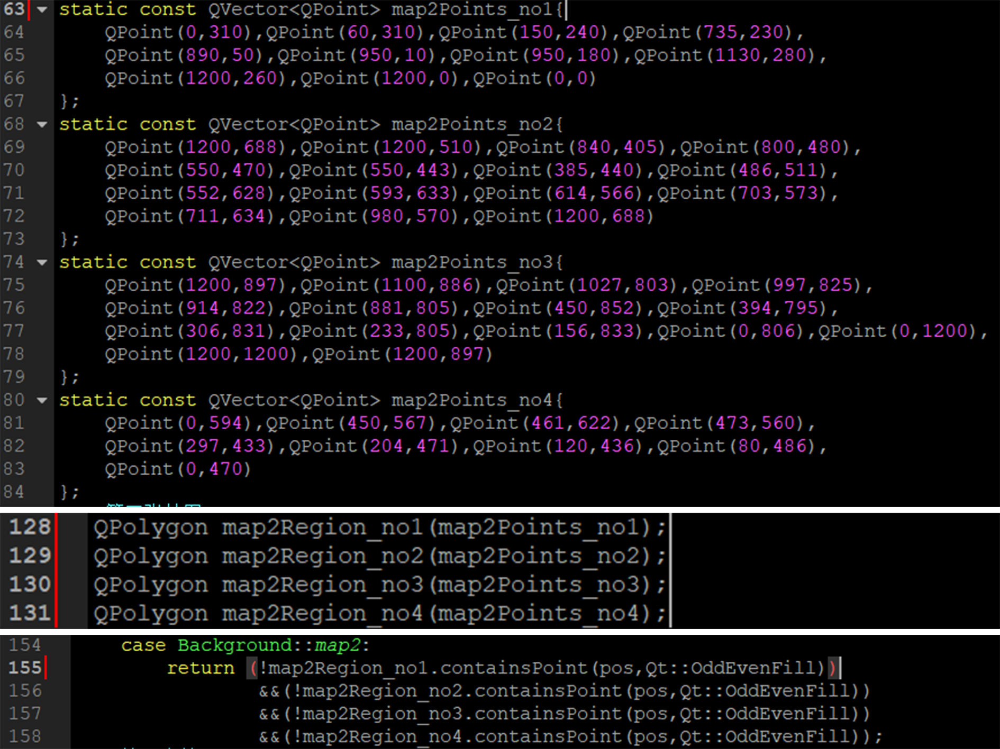 63 static const QVector<QPoint> map2Points_no1{
64 QPoint(0,310),QPoint(60,310),QPoint(150,240),QPoint(735,230),
65 QPoint(890,50),QPoint(950,10),QPoint(950,180),QPoint(1130,280),
66 QPoint(1200,260),QPoint(1200,0),QPoint(0,0)
67 };
68 static const QVector<QPoint> map2Points_no2{
69 QPoint(1200,688),QPoint(1200,510),QPoint(840,405),QPoint(800,480),
70 QPoint(550,470),QPoint(550,443),QPoint(385,440),QPoint(486,511),
71 QPoint(552,628),QPoint(593,633),QPoint(614,566),QPoint(703,573),
72 QPoint(711,634),QPoint(980,570),QPoint(1200,688)
73 };
74 static const QVector<QPoint> map2Points_no3{
75 QPoint(1200,897),QPoint(1100,886),QPoint(1027,803),QPoint(997,825),
76 QPoint(914,822),QPoint(881,805),QPoint(450,852),QPoint(394,795),
77 QPoint(306,831),QPoint(233,805),QPoint(156,833),QPoint(0,806),QPoint(0,1200),
78 QPoint(1200,1200),QPoint(1200,897)
79 };
80 static const QVector<QPoint> map2Points_no4{
81 QPoint(0,594),QPoint(450,567),QPoint(461,622),QPoint(473,560),
82 QPoint(297,433),QPoint(204,471),QPoint(120,436),QPoint(80,486),
83 QPoint(0,470)
84 };
128 QPolygon map2Region_no1(map2Points_no1);
129 QPolygon map2Region_no2(map2Points_no2);
130 QPolygon map2Region_no3(map2Points_no3);
131 QPolygon map2Region_no4(map2Points_no4);
154 case Background::map2:
155 return (!map2Region_no1.containsPoint(pos,Qt::OddEvenFill))
156 &&(!map2Region_no2.containsPoint(pos,Qt::OddEvenFill))
157 &&(!map2Region_no3.containsPoint(pos,Qt::OddEvenFill))
158 &&(!map2Region_no4.containsPoint(pos,Qt::OddEvenFill));